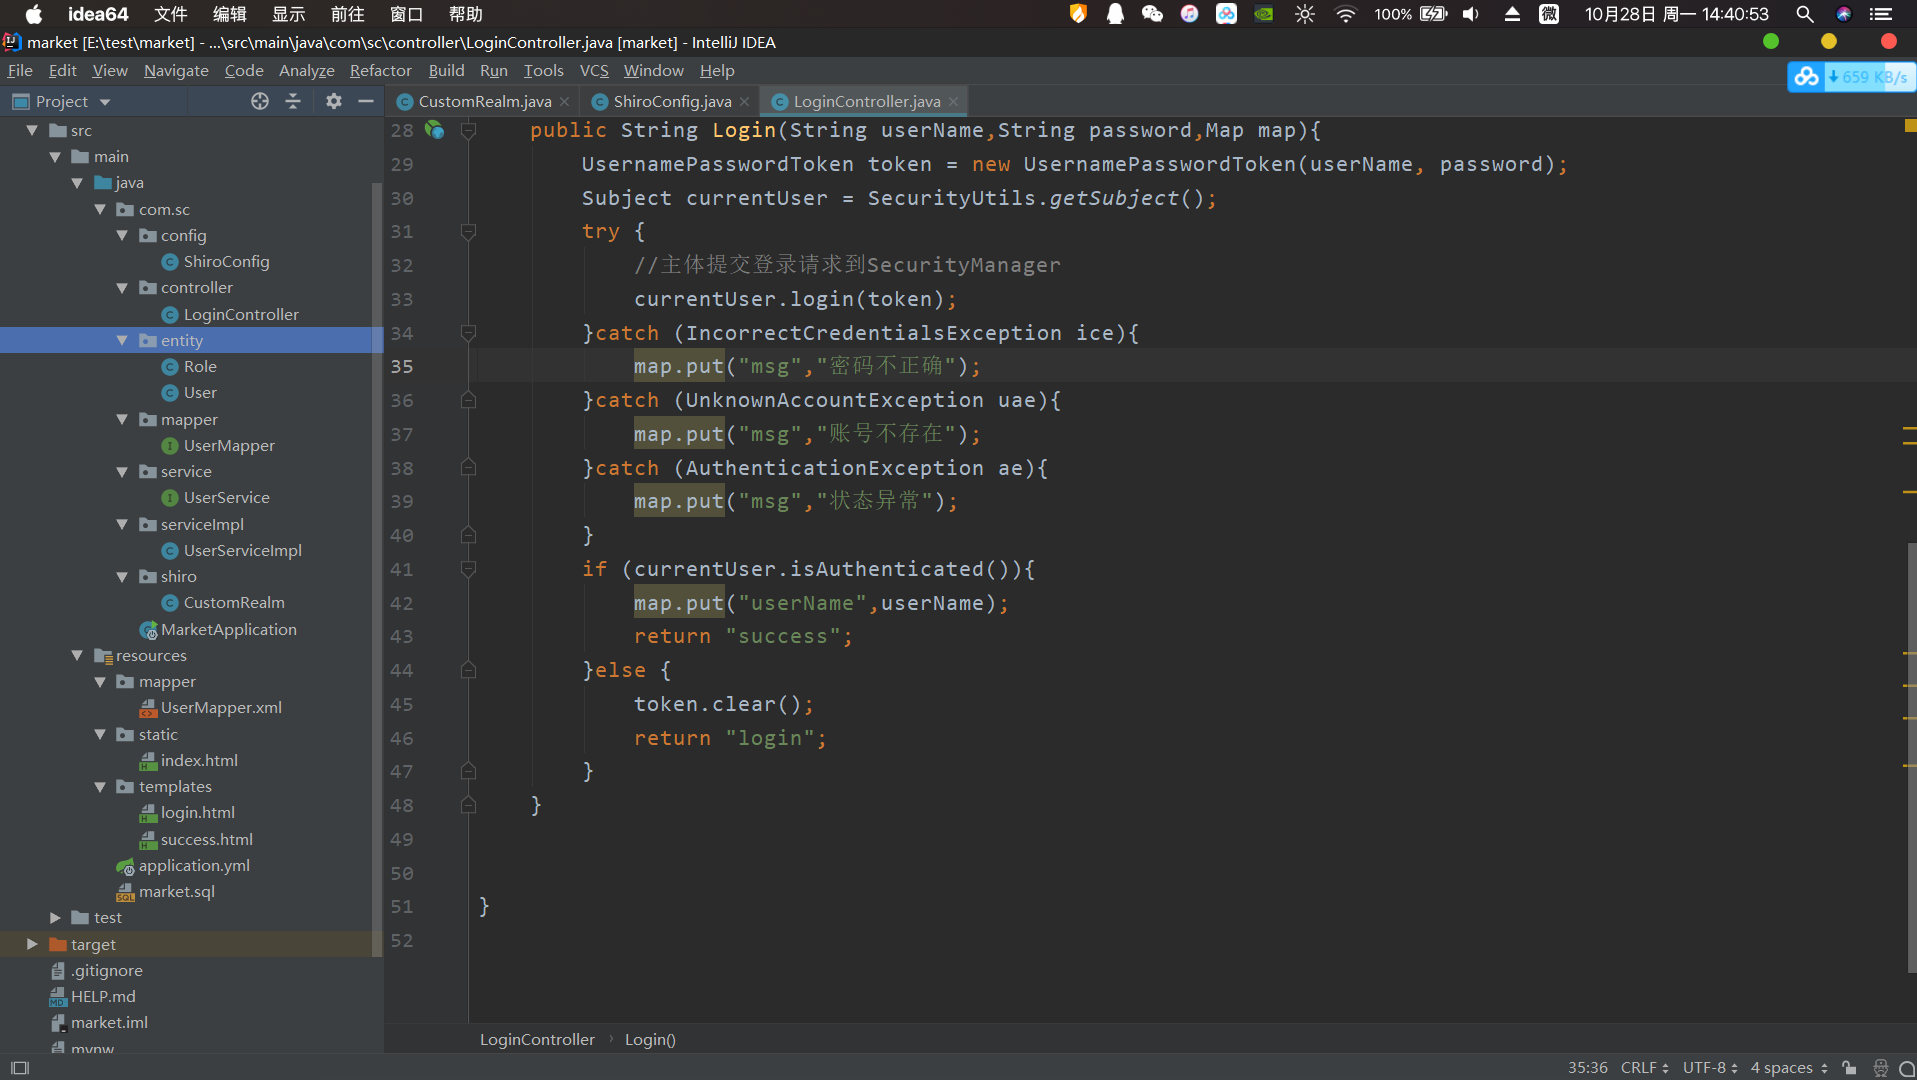 idea64 文件 编辑 显示 前往 窗口 帮助 100% 微 10月28日 周一 14:40:53
market [E:\test\market] - ...\src\main\java\com\sc\controller\LoginController.java [market] - IntelliJ IDEA
File Edit View Navigate Code Analyze Refactor Build Run Tools VCS Window Help
659 KB/s
Project
CustomRealm.java
ShiroConfig.java
LoginController.java
src
main
java
com.sc
config
ShiroConfig
controller
LoginController
entity
Role
User
mapper
UserMapper
service
UserService
serviceImpl
UserServiceImpl
shiro
CustomRealm
MarketApplication
resources
mapper
UserMapper.xml
static
index.html
templates
login.html
success.html
application.yml
market.sql
test
target
.gitignore
HELP.md
market.iml
mvnw
28 public String Login(String userName,String password,Map map){
29 UsernamePasswordToken token = new UsernamePasswordToken(userName, password);
30 Subject currentUser = SecurityUtils.getSubject();
31 try {
32 //主体提交登录请求到SecurityManager
33 currentUser.login(token);
34 }catch (IncorrectCredentialsException ice){
35 map.put("msg","密码不正确");
36 }catch (UnknownAccountException uae){
37 map.put("msg","账号不存在");
38 }catch (AuthenticationException ae){
39 map.put("msg","状态异常");
40 }
41 if (currentUser.isAuthenticated()){
42 map.put("userName",userName);
43 return "success";
44 }else {
45 token.clear();
46 return "login";
47 }
48 }
49
50
51 }
52
LoginController › Login()
35:36 CRLF UTF-8 4 spaces